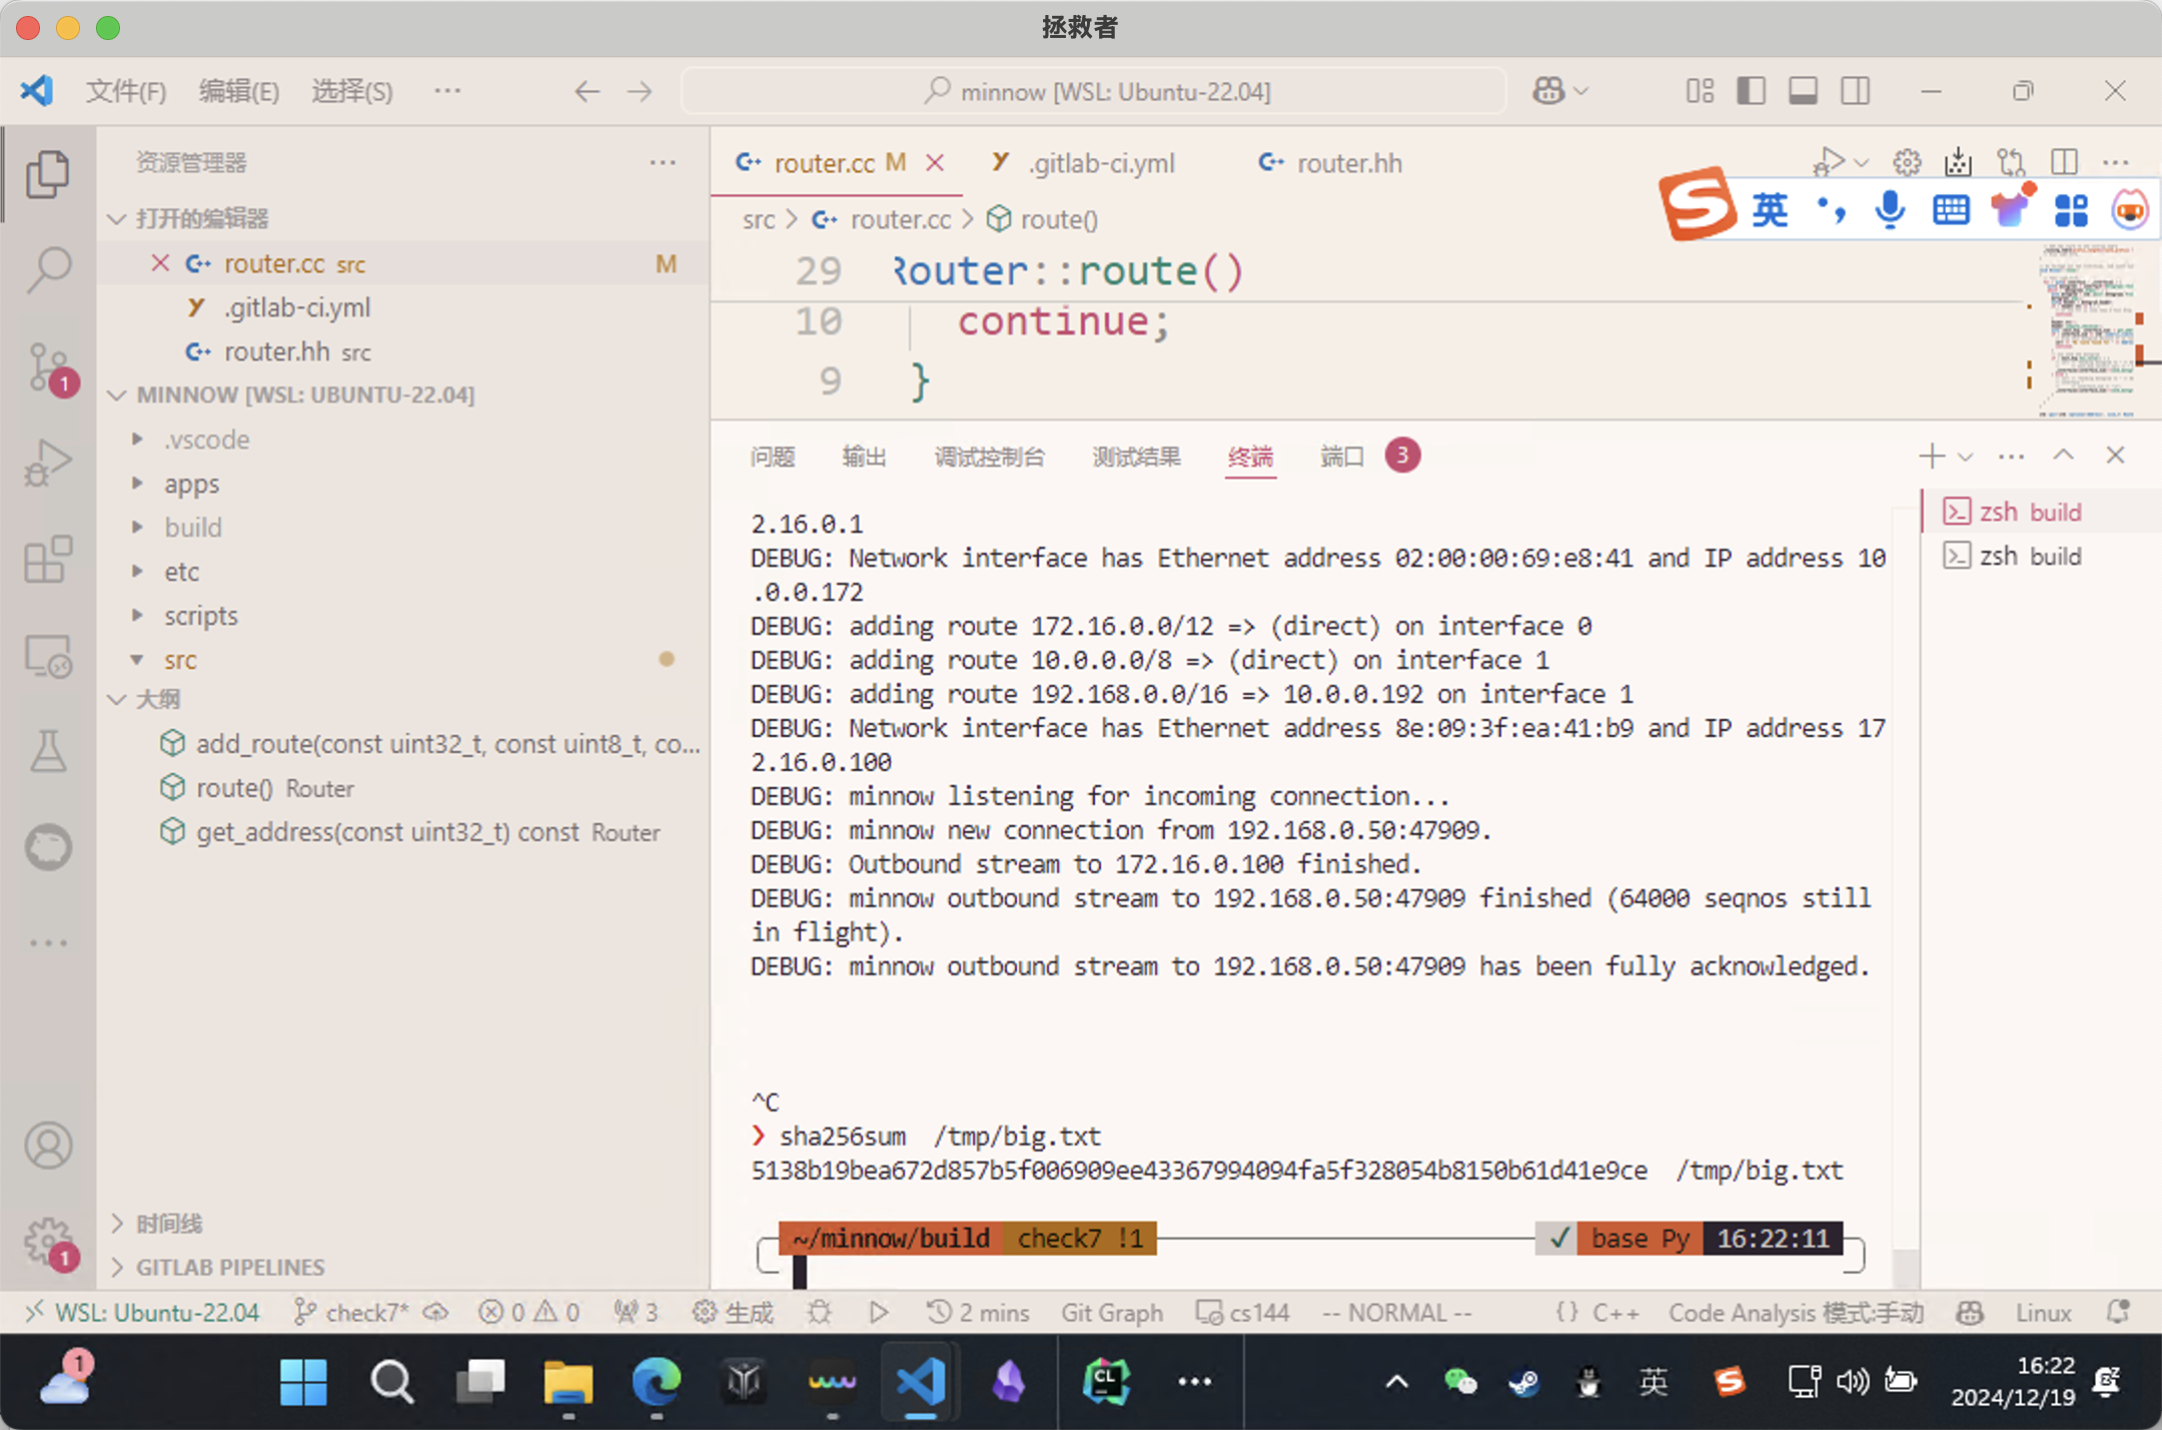 拯救者
文件(F) 编辑(E) 选择(S) ··· minnow [WSL: Ubuntu-22.04]
资源管理器
打开的编辑器
router.cc src M
.gitlab-ci.yml
router.hh src
MINNOW [WSL: UBUNTU-22.04]
.vscode
apps
build
etc
scripts
src
大纲
add_route(const uint32_t, const uint8_t, co...
route() Router
get_address(const uint32_t) const Router
时间线
GITLAB PIPELINES
1
1
router.cc M .gitlab-ci.yml router.hh
英
src > router.cc > route()
29 Router::route()
10 continue;
9 }
问题 输出 调试控制台 测试结果 终端 端口 3
zsh build
zsh build
2.16.0.1
DEBUG: Network interface has Ethernet address 02:00:00:69:e8:41 and IP address 10
.0.0.172
DEBUG: adding route 172.16.0.0/12 => (direct) on interface 0
DEBUG: adding route 10.0.0.0/8 => (direct) on interface 1
DEBUG: adding route 192.168.0.0/16 => 10.0.0.192 on interface 1
DEBUG: Network interface has Ethernet address 8e:09:3f:ea:41:b9 and IP address 17
2.16.0.100
DEBUG: minnow listening for incoming connection...
DEBUG: minnow new connection from 192.168.0.50:47909.
DEBUG: Outbound stream to 172.16.0.100 finished.
DEBUG: minnow outbound stream to 192.168.0.50:47909 finished (64000 seqnos still
in flight).
DEBUG: minnow outbound stream to 192.168.0.50:47909 has been fully acknowledged.
^C
❯ sha256sum /tmp/big.txt
5138b19bea672d857b5f006909ee43367994094fa5f328054b8150b61d41e9ce /tmp/big.txt
~/minnow/build check7 !1 ✓ base Py 16:22:11
WSL: Ubuntu-22.04 check7* 0 0 3 生成 2 mins Git Graph cs144 -- NORMAL -- {} C++ Code Analysis 模式:手动 Linux
1 CL 英 16:22
2024/12/19